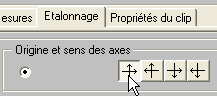 esures Etalonnage Propriétés du clip
Origine et sens des axes